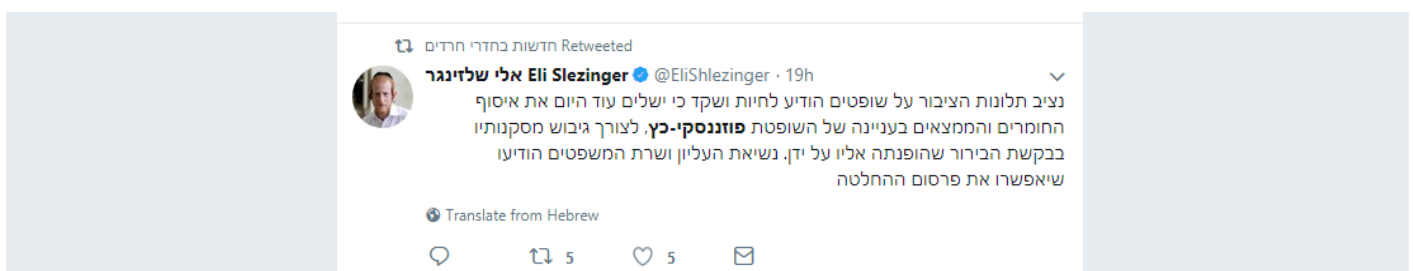 חדשות בחדרי חרדים Retweeted
אלי שלזינגר Eli Slezinger @EliShlezinger · 19h
נציב תלונות הציבור על שופטים הודיע לחיות ושקד כי ישלים עוד היום את איסוף
החומרים והממצאים בעניינה של השופטת פוזננסקי-כץ, לצורך גיבוש מסקנותיו
בבקשת הבירור שהופנתה אליו על ידן. נשיאת העליון ושרת המשפטים הודיעו
שיאפשרו את פרסום ההחלטה
Translate from Hebrew
5 5